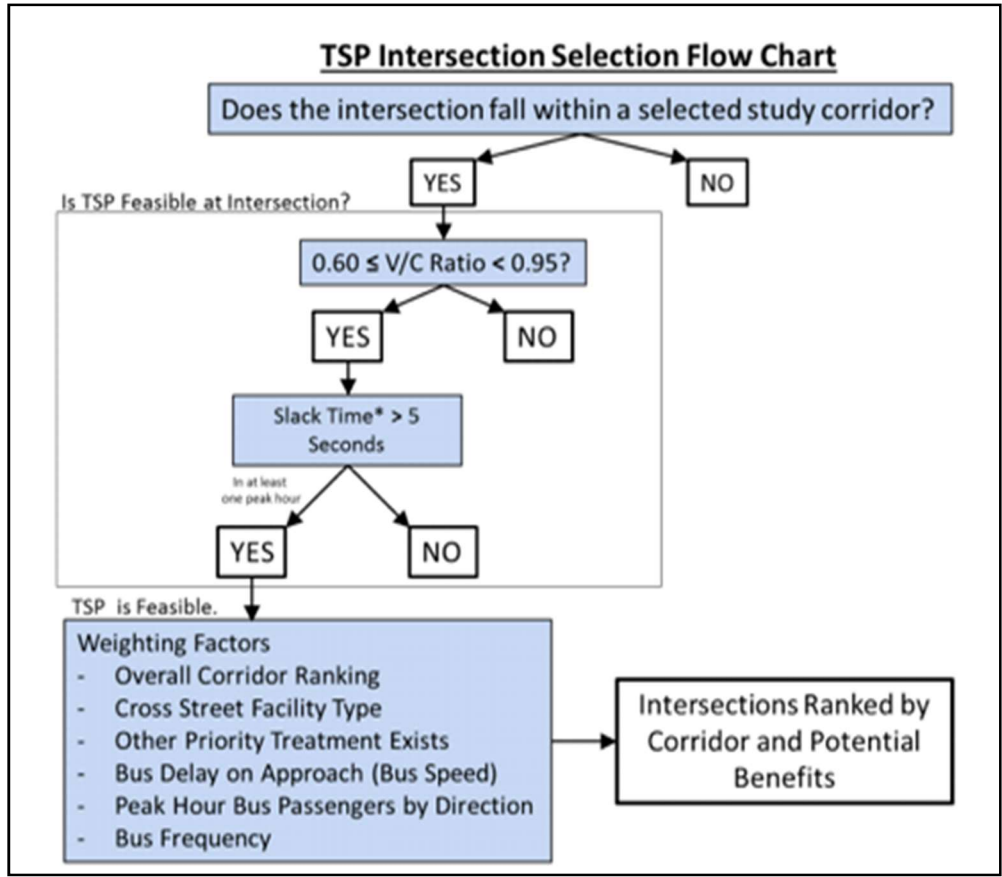 TSP Intersection Selection Flow Chart
Does the intersection fall within a selected study corridor?
YES
NO
Is TSP Feasible at Intersection?
0.60 ≤ V/C Ratio < 0.95?
YES
NO
Slack Time* > 5
Seconds
In at least
one peak hour
YES
NO
TSP is Feasible.
Weighting Factors
- Overall Corridor Ranking
- Cross Street Facility Type
- Other Priority Treatment Exists
- Bus Delay on Approach (Bus Speed)
- Peak Hour Bus Passengers by Direction
- Bus Frequency
Intersections Ranked by
Corridor and Potential
Benefits